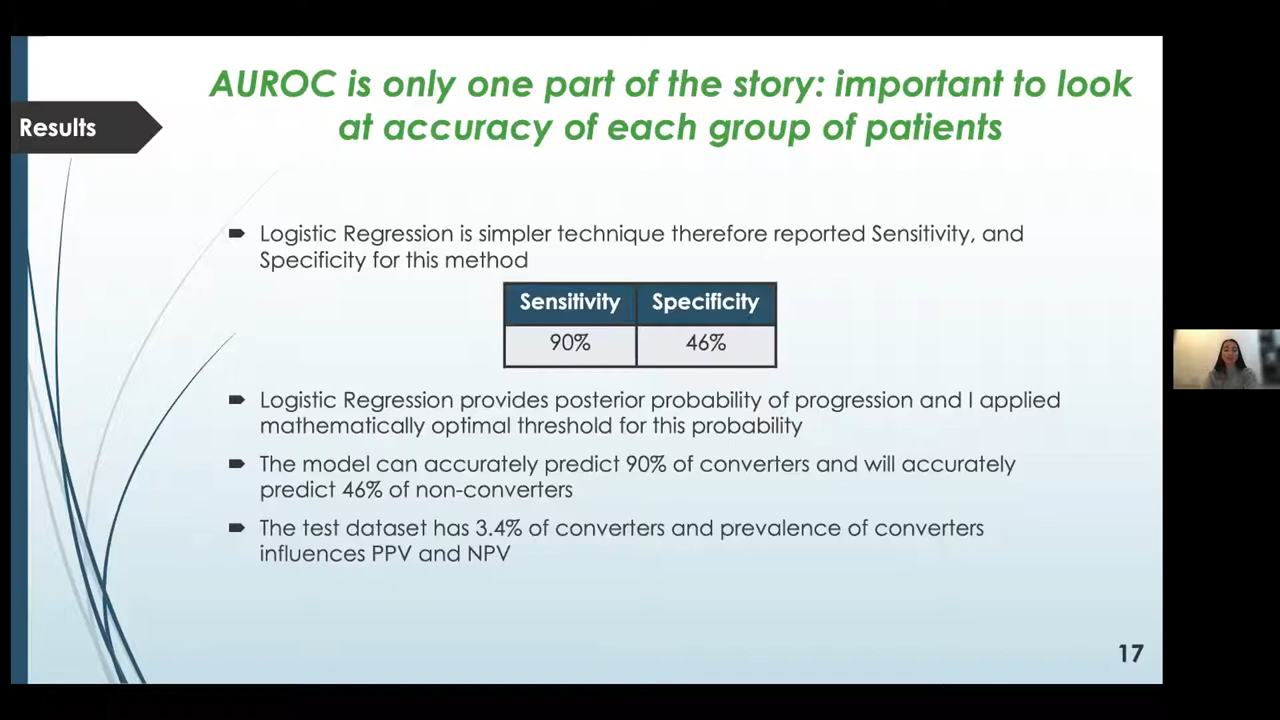 AUROC is only one part of the story: important to look
at accuracy of each group of patients
Results
Logistic Regression is simpler technique therefore reported Sensitivity, and
Specificity for this method
Sensitivity Specificity
90% 46%
Logistic Regression provides posterior probability of progression and I applied
mathematically optimal threshold for this probability
The model can accurately predict 90% of converters and will accurately
predict 46% of non-converters
The test dataset has 3.4% of converters and prevalence of converters
influences PPV and NPV
17